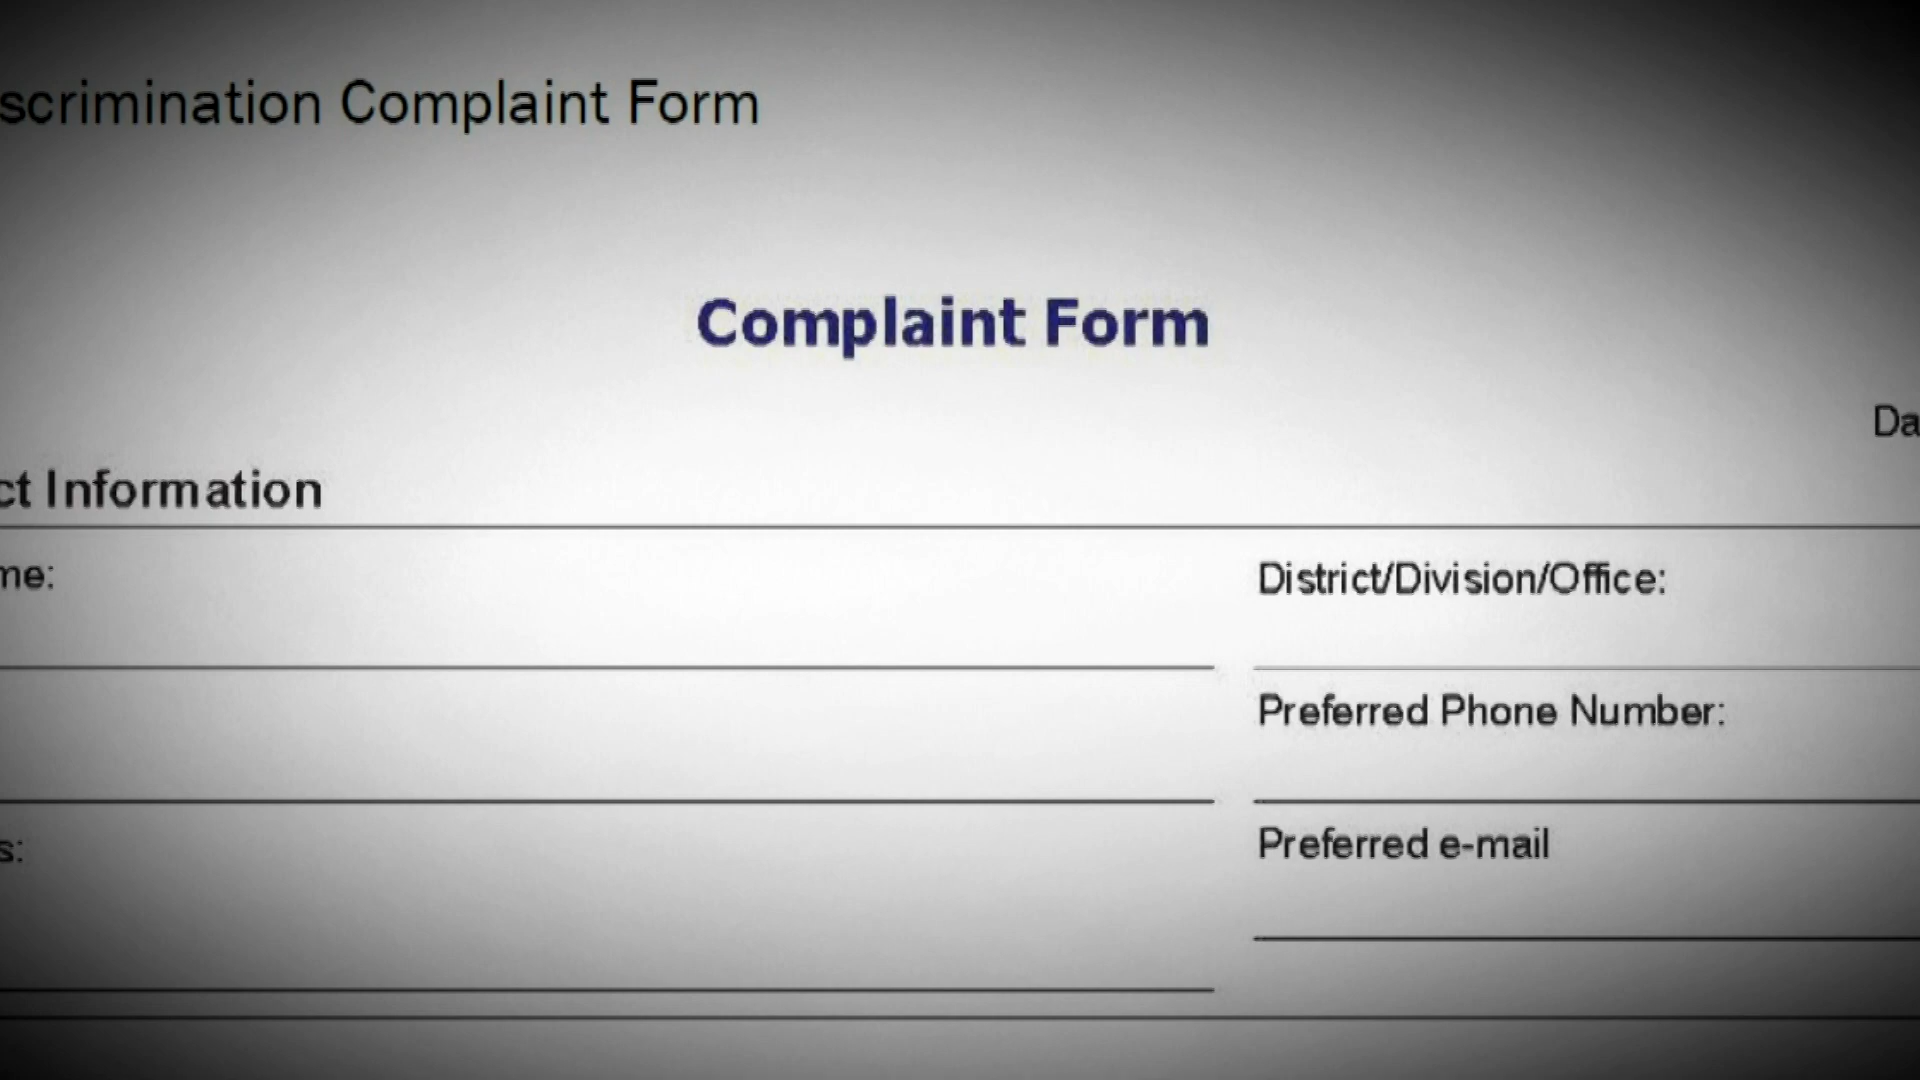 scrimination Complaint Form
Complaint Form
Da
ct Information
me:
District/Division/Office:
Preferred Phone Number:
s:
Preferred e-mail